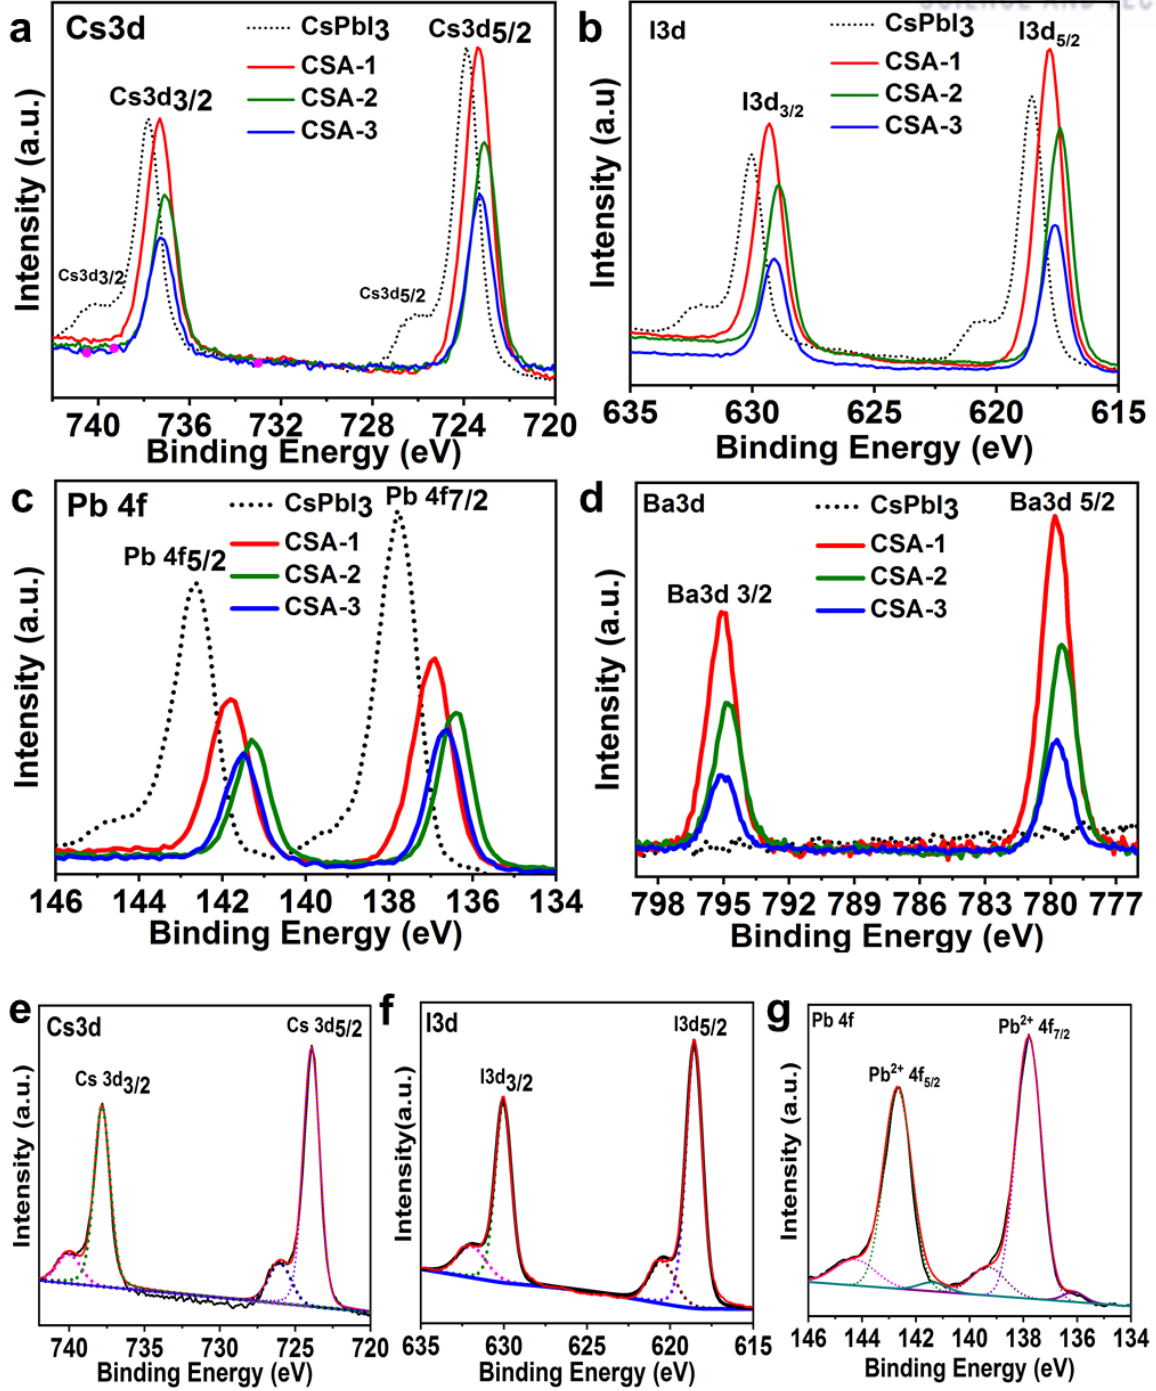 SCIENCE AND TEC
a
Cs3d
CsPbI3
CSA-1
CSA-2
CSA-3
Cs3d5/2
Cs3d3/2
Cs3d3/2
Cs3d5/2
Intensity (a.u.)
740 736 732 728 724 720
Binding Energy (eV)
b
I3d
CsPbI3
CSA-1
CSA-2
CSA-3
I3d5/2
I3d3/2
Intensity (a.u)
635 630 625 620 615
Binding Energy (eV)
c
Pb 4f
CsPbI3
CSA-1
CSA-2
CSA-3
Pb 4f7/2
Pb 4f5/2
Intensity (a.u.)
146 144 142 140 138 136 134
Binding Energy (eV)
d
Ba3d
CsPbI3
CSA-1
CSA-2
CSA-3
Ba3d 5/2
Ba3d 3/2
Intensity (a.u.)
798 795 792 789 786 783 780 777
Binding Energy (eV)
e
Cs3d
Cs 3d5/2
Cs 3d3/2
Intensity (a.u.)
740 735 730 725 720
Binding Energy (eV)
f
I3d
I3d5/2
I3d3/2
Intensity(a.u.)
635 630 625 620 615
Binding Energy (eV)
g
Pb 4f
Pb2+ 4f7/2
Pb2+ 4f5/2
Intensity (a.u.)
146 144 142 140 138 136 134
Binding Energy (eV)